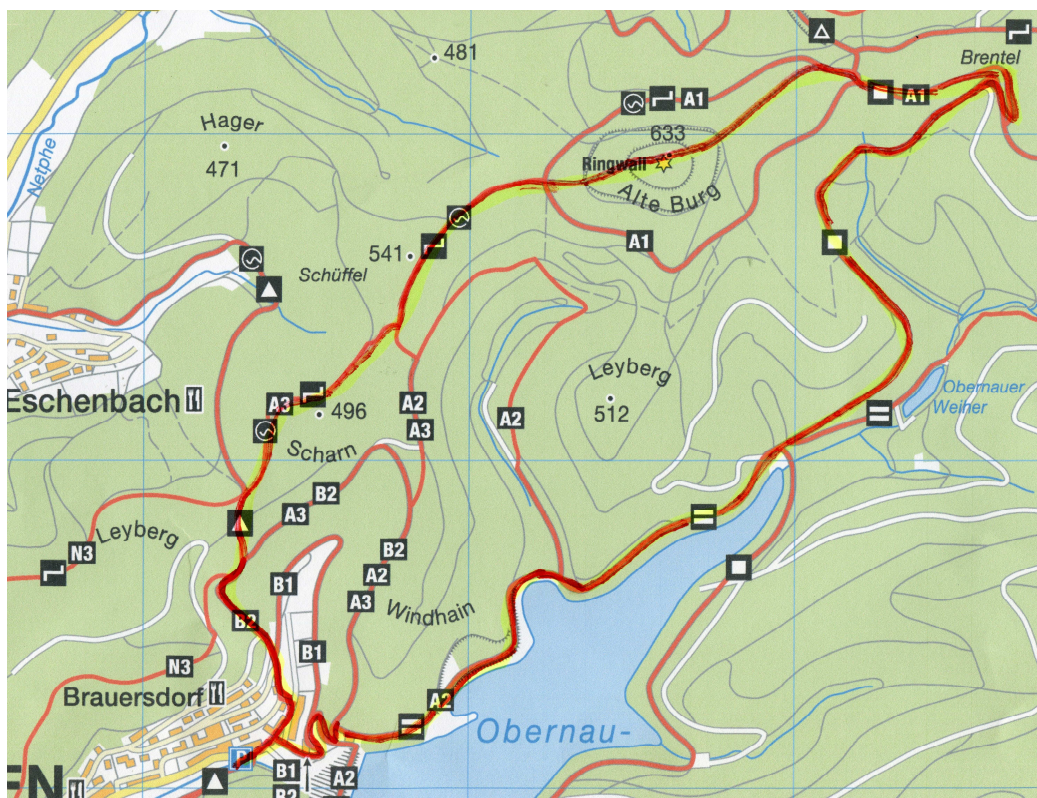 481
Brentel
A1
A1
Hager
471
633
Ringwall
Alte Burg
Netphe
A1
541
Schüffel
Leyberg
512
Obernauer
Weiher
Eschenbach
A3
496
A2
A3
A2
Scharn
B2
A3
Leyberg
N3
B2
A2
A3
B1
Windhain
B2
B1
N3
Brauersdorf
A2
Obernau-
P
B1
B2
A2
FN